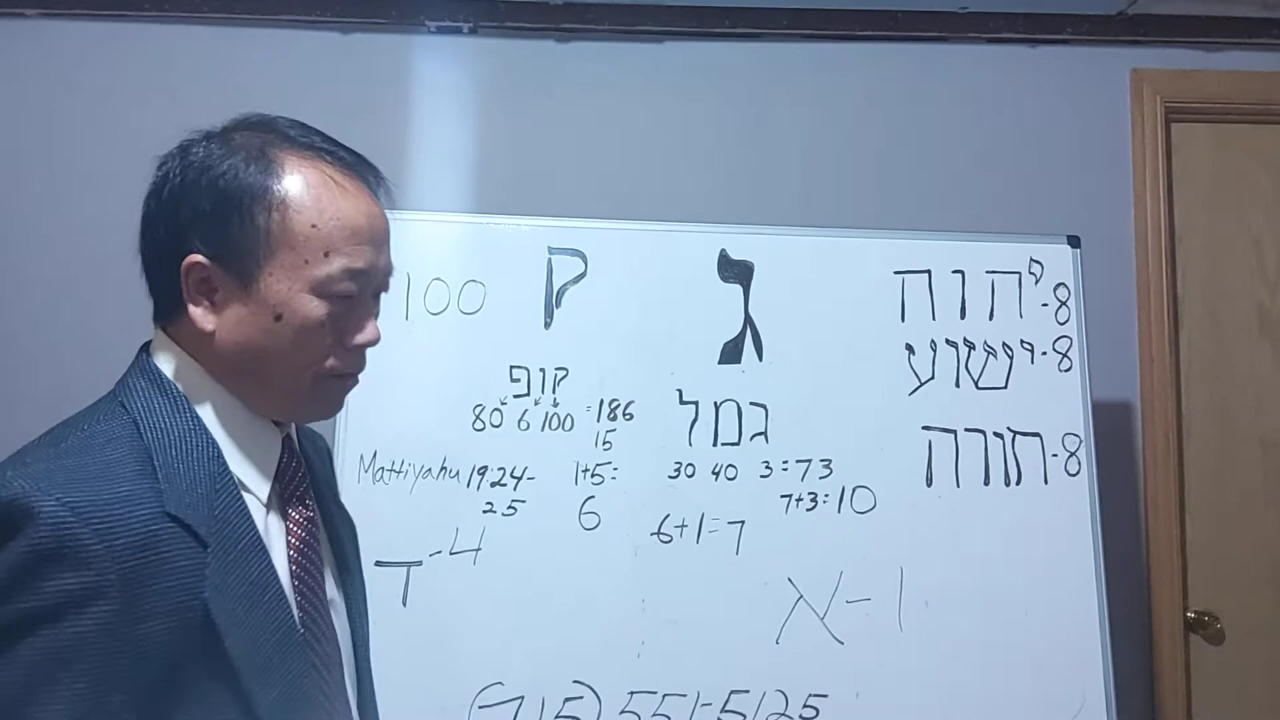 100 ק
ג
יהוה-8
ישוע-8
תורה-8
קופ
80 6 100 =186
15
גמל
30 40 3=73
7+3=10
Mattiyahu 19:24-
25
1+5=
6
6+1=7
ד-4
א-1
(715) 551-5125